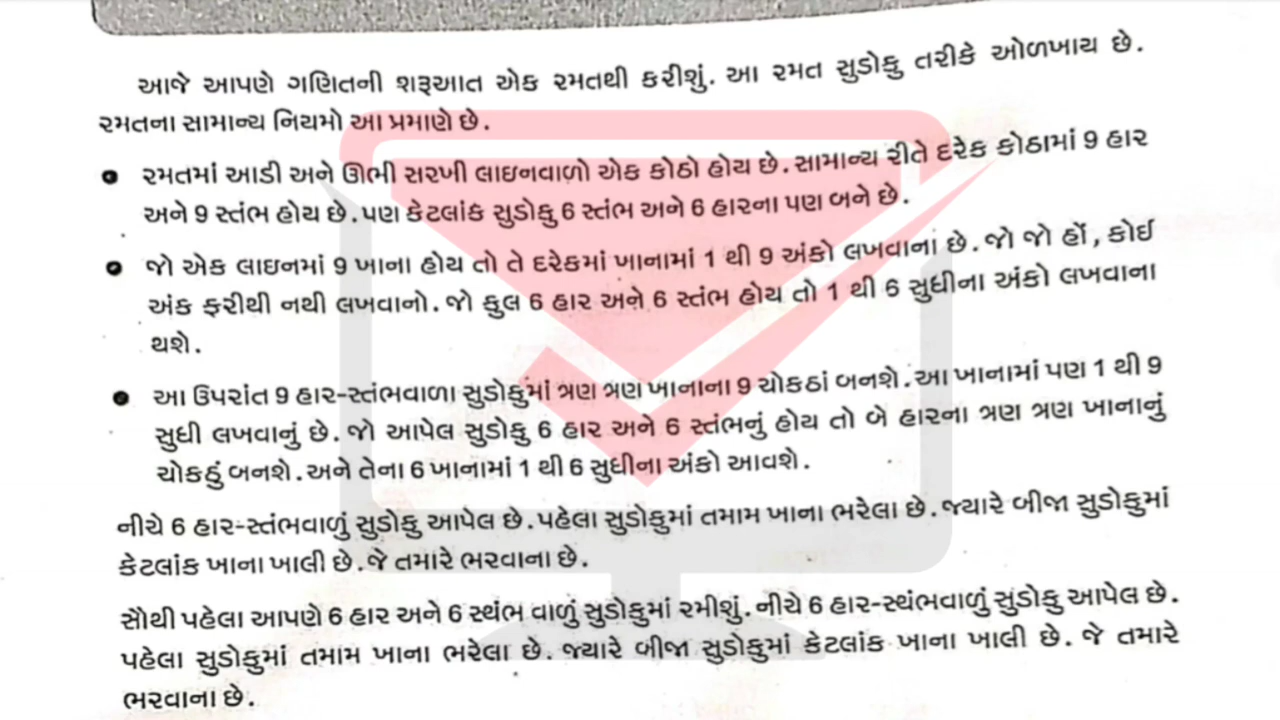 આજે આપણે ગણિતની શરૂઆત એક રમતથી કરીશું. આ રમત સુડોકુ તરીકે ઓળખાય છે.
રમતના સામાન્ય નિયમો આ પ્રમાણે છે.
● રમતમાં આડી અને ઊભી સરખી લાઇનવાળો એક કોઠો હોય છે. સામાન્ય રીતે દરેક કોઠામાં 9 હાર
અને 9 સ્તંભ હોય છે. પણ કેટલાંક સુડોકુ 6 સ્તંભ અને 6 હારના પણ બને છે.
● જો એક લાઇનમાં 9 ખાના હોય તો તે દરેકમાં ખાનામાં 1 થી 9 અંકો લખવાના છે. જો જો હોં, કોઈ
અંક ફરીથી નથી લખવાનો. જો કુલ 6 હાર અને 6 સ્તંભ હોય તો 1 થી 6 સુધીના અંકો લખવાના
થશે.
● આ ઉપરાંત 9 હાર-સ્તંભવાળા સુડોકુમાં ત્રણ ત્રણ ખાનાના 9 ચોકઠાં બનશે. આ ખાનામાં પણ 1 થી 9
સુધી લખવાનું છે. જો આપેલ સુડોકુ 6 હાર અને 6 સ્તંભનું હોય તો બે હારના ત્રણ ત્રણ ખાનાનું
ચોકઠું બનશે. અને તેના 6 ખાનામાં 1 થી 6 સુધીના અંકો આવશે.
નીચે 6 હાર-સ્તંભવાળું સુડોકુ આપેલ છે. પહેલા સુડોકુમાં તમામ ખાના ભરેલા છે. જ્યારે બીજા સુડોકુમાં
કેટલાંક ખાના ખાલી છે. જે તમારે ભરવાના છે.
સૌથી પહેલા આપણે 6 હાર અને 6 સ્થંભ વાળું સુડોકુમાં રમીશું. નીચે 6 હાર-સ્થંભવાળું સુડોકુ આપેલ છે.
પહેલા સુડોકુમાં તમામ ખાના ભરેલા છે. જ્યારે બીજા સુડોકુમાં કેટલાંક ખાના ખાલી છે. જે તમારે
ભરવાના છે.